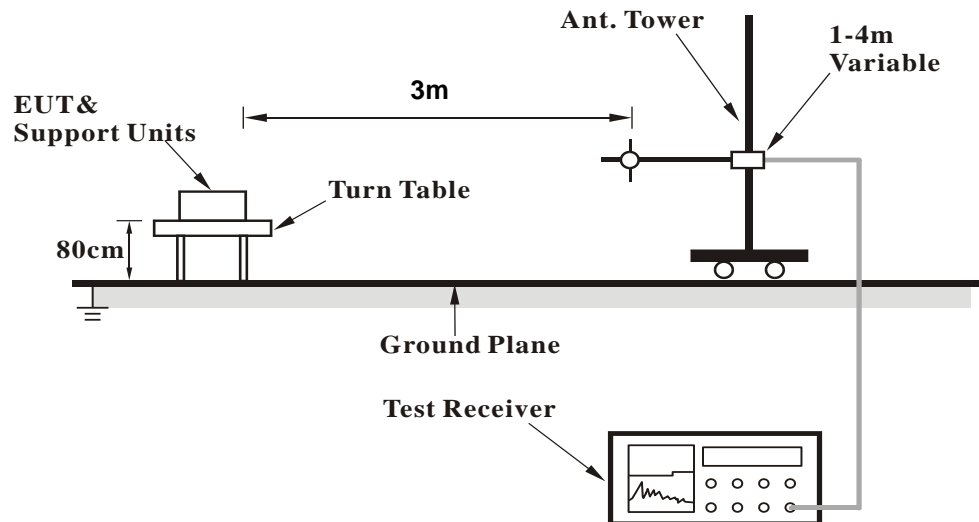 Ant. Tower
1-4m
Variable
3m
EUT&
Support Units
Turn Table
80cm
Ground Plane
Test Receiver